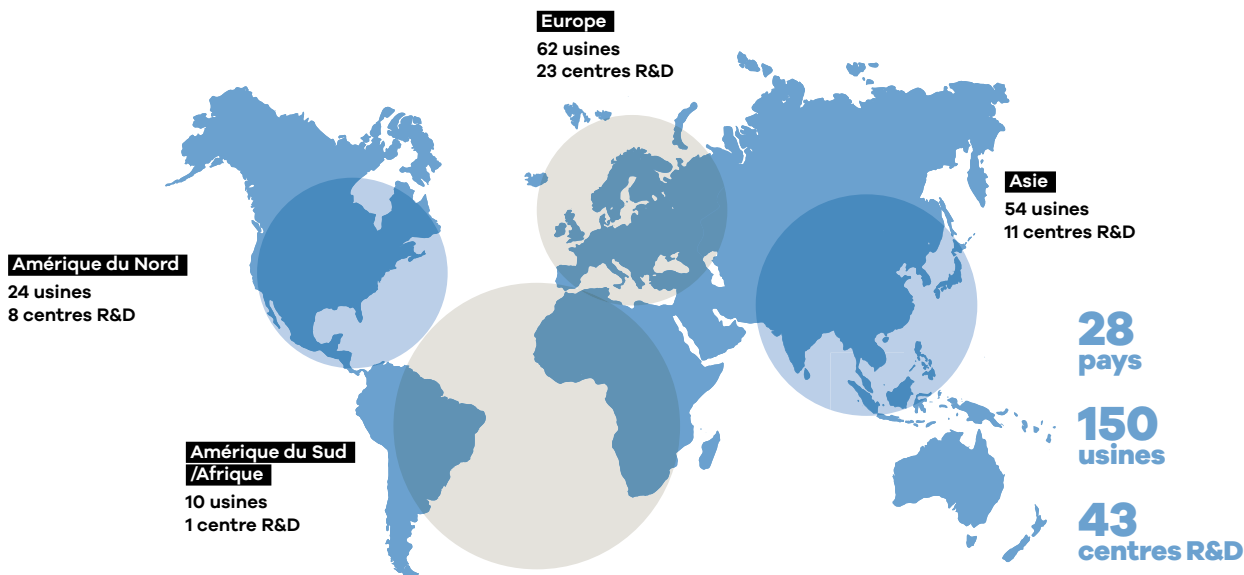 Europe
62 usines
23 centres R&D
Asie
54 usines
11 centres R&D
Amérique du Nord
24 usines
8 centres R&D
28
pays
150
usines
Amérique du Sud
/Afrique
10 usines
1 centre R&D
43
centres R&D